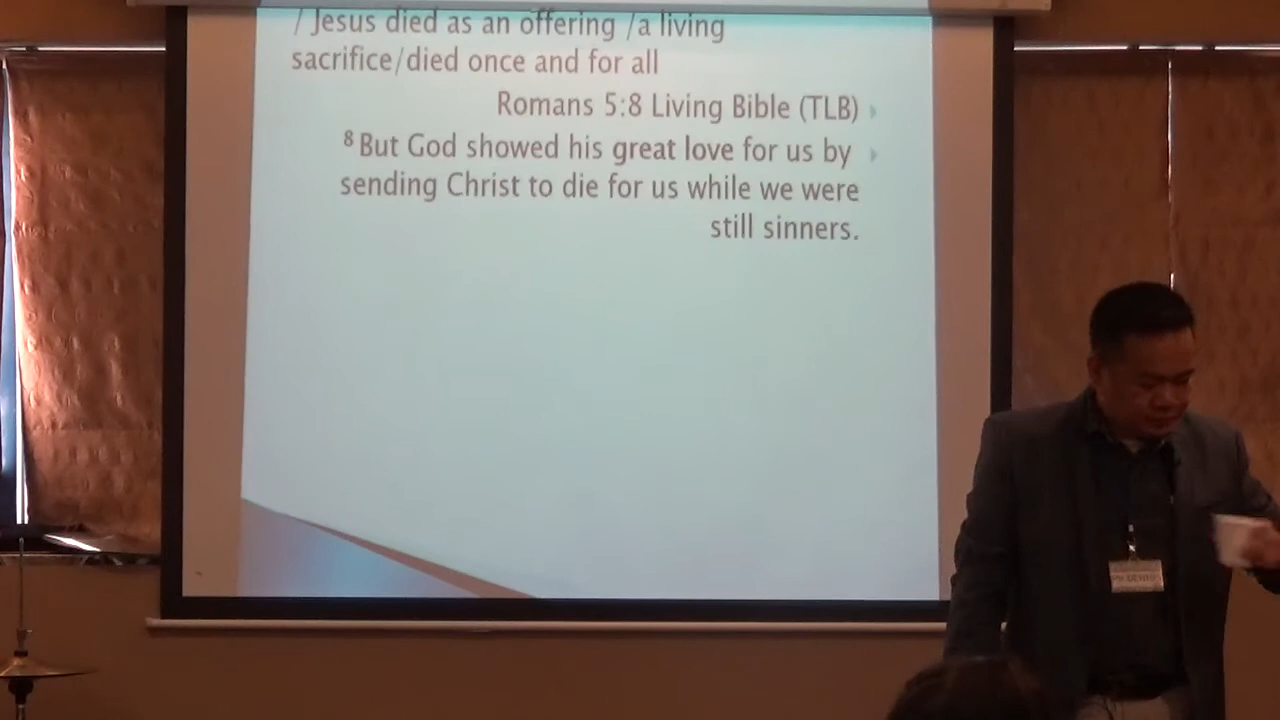 / Jesus died as an offering /a living
sacrifice/died once and for all
Romans 5:8 Living Bible (TLB)
8 But God showed his great love for us by
sending Christ to die for us while we were
still sinners.